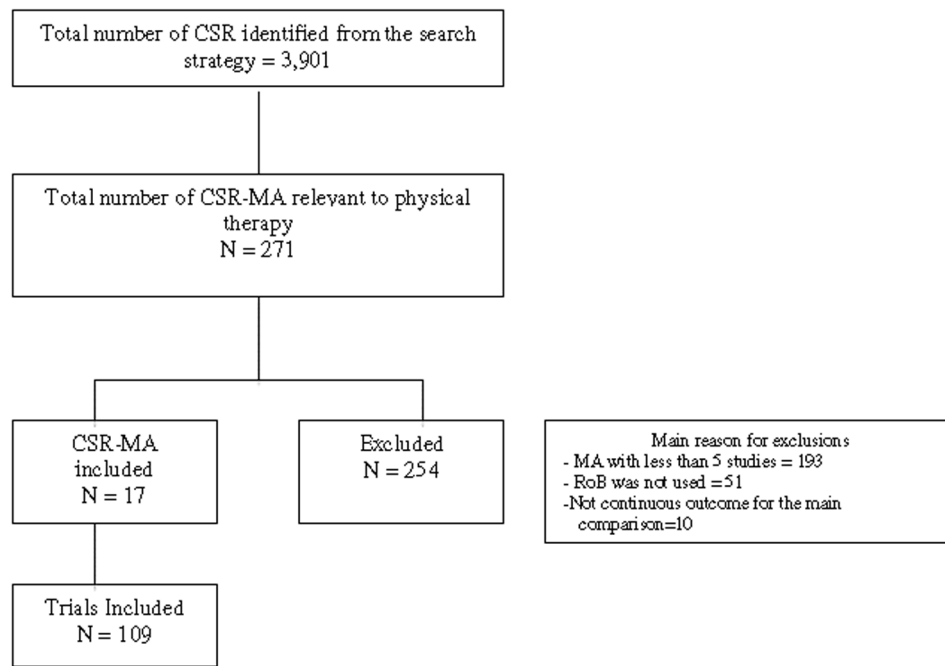 Total number of CSR identified from the search
strategy = 3,901
Total number of CSR-MA relevant to physical
therapy
N = 271
CSR-MA
included
N = 17
Excluded
N = 254
Main reason for exclusions
- MA with less than 5 studies = 193
- RoB was not used =51
-Not continuous outcome for the main
comparison=10
Trials Included
N = 109